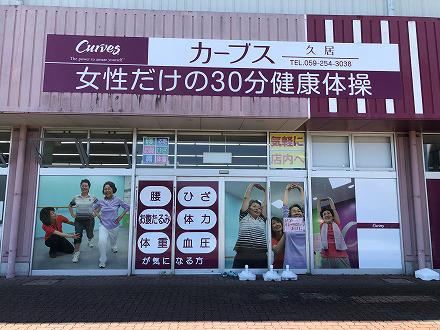 Curves
The power to amaze yourself.
カーブス 久居
TEL.059-254-3038
女性だけの30分健康体操
気軽に
店内へ
腰 ひざ
お腹たるみ 体力
体重 血圧
が気になる方
Curves